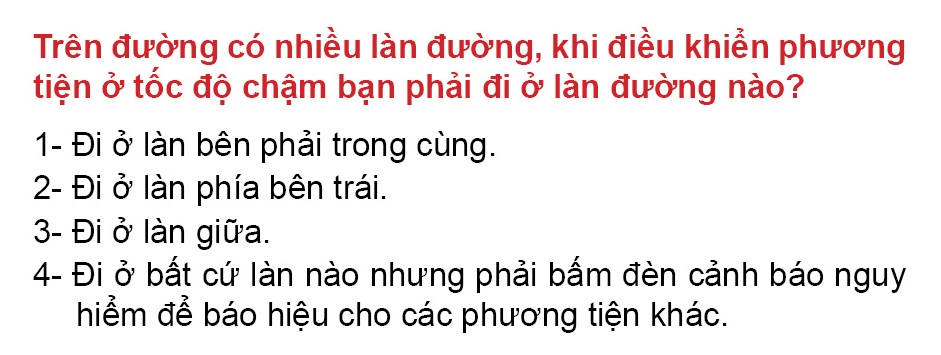 Trên đường có nhiều làn đường, khi điều khiển phương
tiện ở tốc độ chậm bạn phải đi ở làn đường nào?
1- Đi ở làn bên phải trong cùng.
2- Đi ở làn phía bên trái.
3- Đi ở làn giữa.
4- Đi ở bất cứ làn nào nhưng phải bấm đèn cảnh báo nguy
hiểm để báo hiệu cho các phương tiện khác.